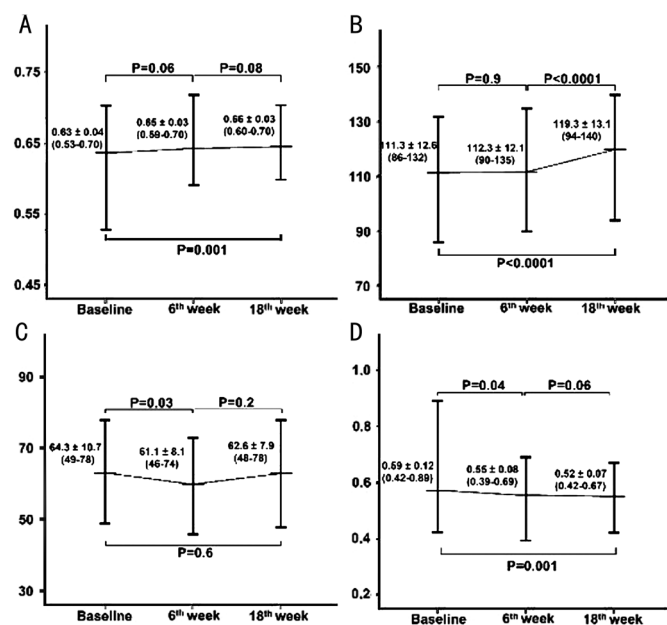 A
0.75
0.65
0.55
0.45
P=0.06
P=0.08
0.63 ± 0.04
(0.53-0.70)
0.65 ± 0.03
(0.59-0.70)
0.66 ± 0.03
(0.60-0.70)
P=0.001
Baseline
6th week
18th week
B
150
130
110
90
70
P=0.9
P<0.0001
111.3 ± 12.6
(86-132)
112.3 ± 12.1
(90-135)
119.3 ± 13.1
(94-140)
P<0.0001
Baseline
6th week
18th week
C
90
70
50
30
P=0.03
P=0.2
64.3 ± 10.7
(49-78)
61.1 ± 8.1
(46-74)
62.6 ± 7.9
(48-78)
P=0.6
Baseline
6th week
18th week
D
1.0
0.8
0.6
0.4
0.2
P=0.04
P=0.06
0.59 ± 0.12
(0.42-0.89)
0.55 ± 0.08
(0.39-0.69)
0.52 ± 0.07
(0.42-0.67)
P=0.001
Baseline
6th week
18th week